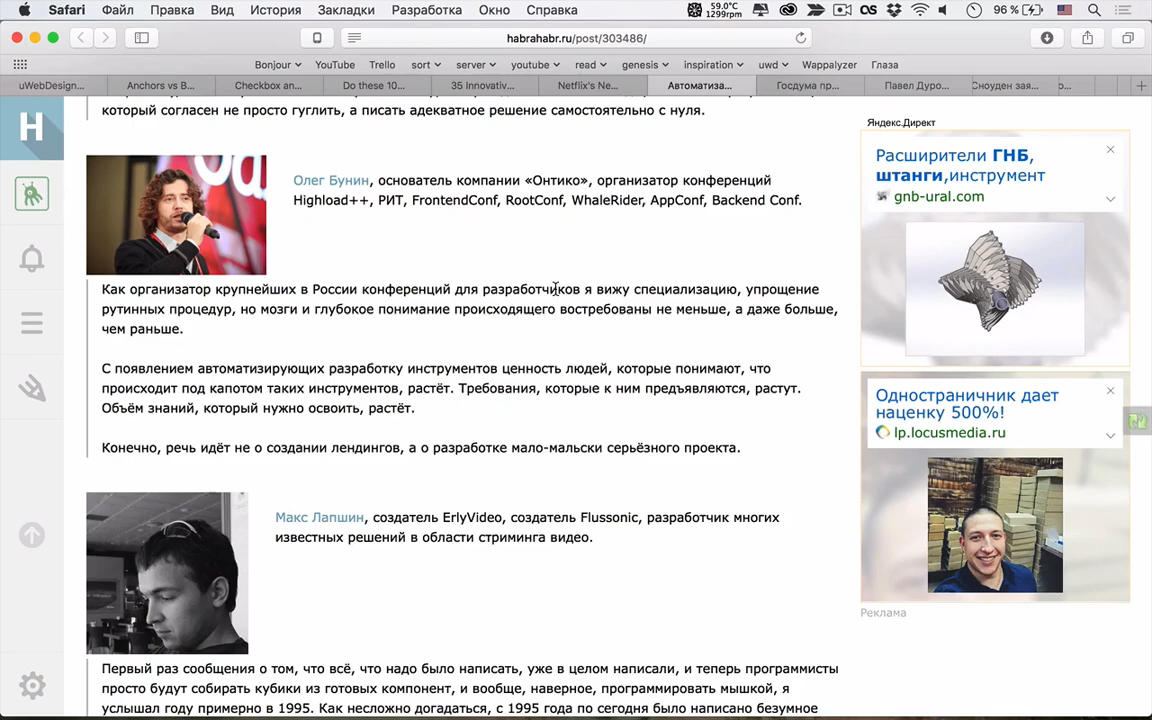 Safari Файл Правка Вид История Закладки Разработка Окно Справка 59.0°C 1299rpm 96 %
habrahabr.ru/post/303486/
Bonjour YouTube Trello sort server youtube read genesis inspiration uwd Wappalyzer Глаза
uWebDesign... Anchors vs B... Checkbox an... Do these 10... 35 Innovativ... Netflix's Ne... Автоматиза... Госдума пр... Павел Дуро... Сноуден зая...
который согласен не просто гуглить, а писать адекватное решение самостоятельно с нуля.
Олег Бунин, основатель компании «Онтико», организатор конференций
Highload++, РИТ, FrontendConf, RootConf, WhaleRider, AppConf, Backend Conf.
Как организатор крупнейших в России конференций для разработчиков я вижу специализацию, упрощение
рутинных процедур, но мозги и глубокое понимание происходящего востребованы не меньше, а даже больше,
чем раньше.
С появлением автоматизирующих разработку инструментов ценность людей, которые понимают, что
происходит под капотом таких инструментов, растёт. Требования, которые к ним предъявляются, растут.
Объём знаний, который нужно освоить, растёт.
Конечно, речь идёт не о создании лендингов, а о разработке мало-мальски серьёзного проекта.
Макс Лапшин, создатель ErlyVideo, создатель Flussonic, разработчик многих
известных решений в области стриминга видео.
Первый раз сообщения о том, что всё, что надо было написать, уже в целом написали, и теперь программисты
просто будут собирать кубики из готовых компонент, и вообще, наверное, программировать мышкой, я
услышал году примерно в 1995. Как несложно догадаться, с 1995 года по сегодня было написано безумное
Яндекс.Директ
Расширители ГНБ,
штанги,инструмент
gnb-ural.com
Одностраничник дает
наценку 500%!
lp.locusmedia.ru
Реклама